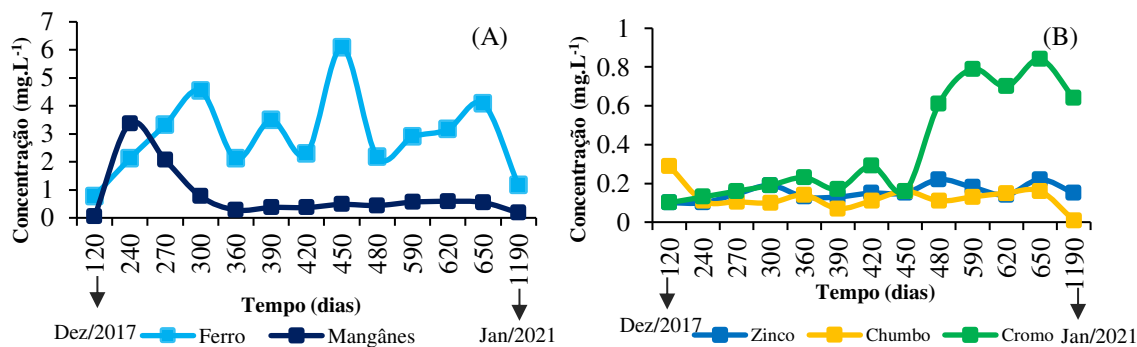 (A)
Concentração (mg.L⁻¹)
7
6
5
4
3
2
1
0
120 240 270 300 360 390 420 450 480 590 620 650 1190
Tempo (dias)
Dez/2017 Ferro Mangânes Jan/2021
(B)
Concentração (mg.L⁻¹)
1
0.8
0.6
0.4
0.2
0
120 240 270 300 360 390 420 450 480 590 620 650 1190
Tempo (dias)
Dez/2017 Zinco Chumbo Cromo Jan/2021